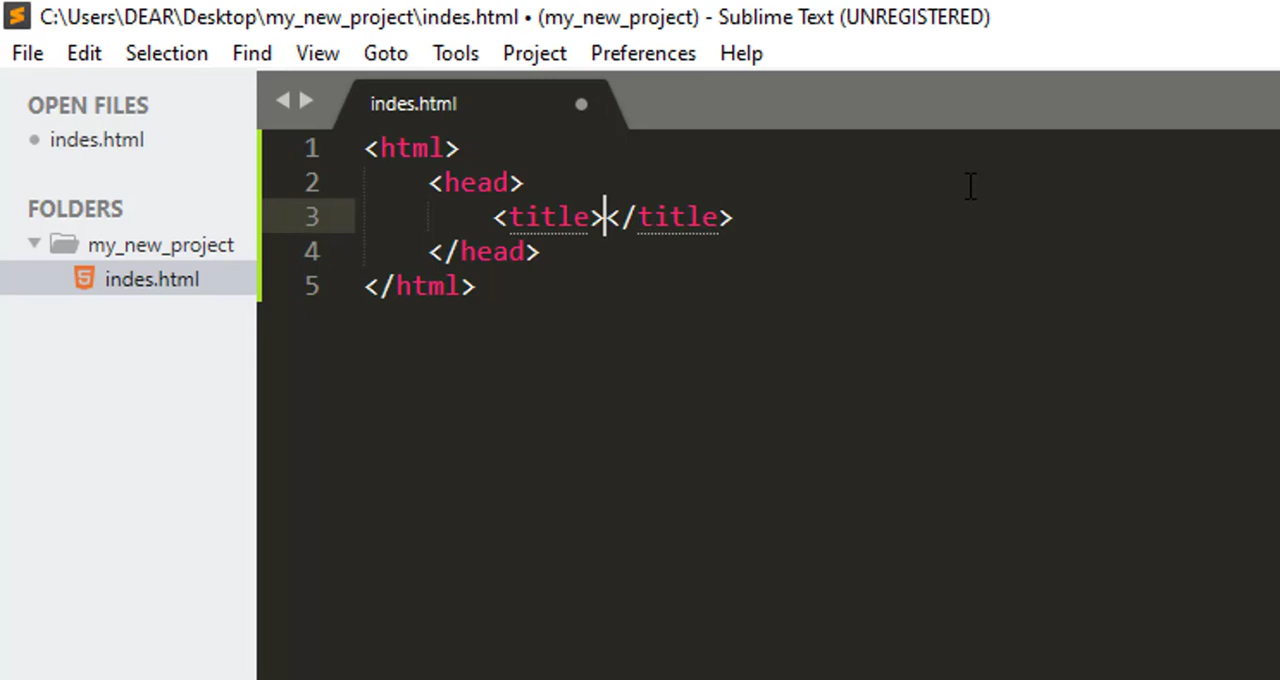 C:\Users\DEAR\Desktop\my_new_project\indes.html • (my_new_project) - Sublime Text (UNREGISTERED)
File Edit Selection Find View Goto Tools Project Preferences Help
OPEN FILES
indes.html
FOLDERS
my_new_project
indes.html
indes.html
1 <html>
2 <head>
3 <title></title>
4 </head>
5 </html>